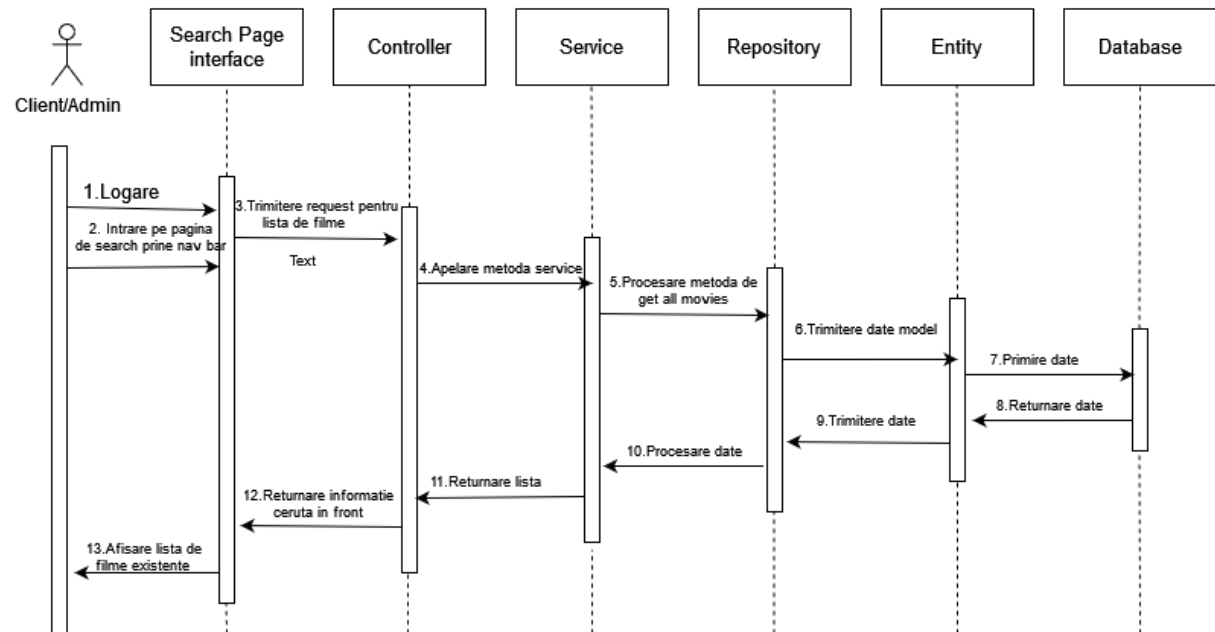 Search Page
interface
Controller
Service
Repository
Entity
Database
Client/Admin
1.Logare
2. Intrare pe pagina
de search prine nav bar
3.Trimitere request pentru
lista de filme
Text
4.Apelare metoda service
5.Procesare metoda de
get all movies
6.Trimitere date model
7.Primire date
8.Returnare date
9.Trimitere date
10.Procesare date
11.Returnare lista
12.Returnare informatie
ceruta in front
13.Afisare lista de
filme existente